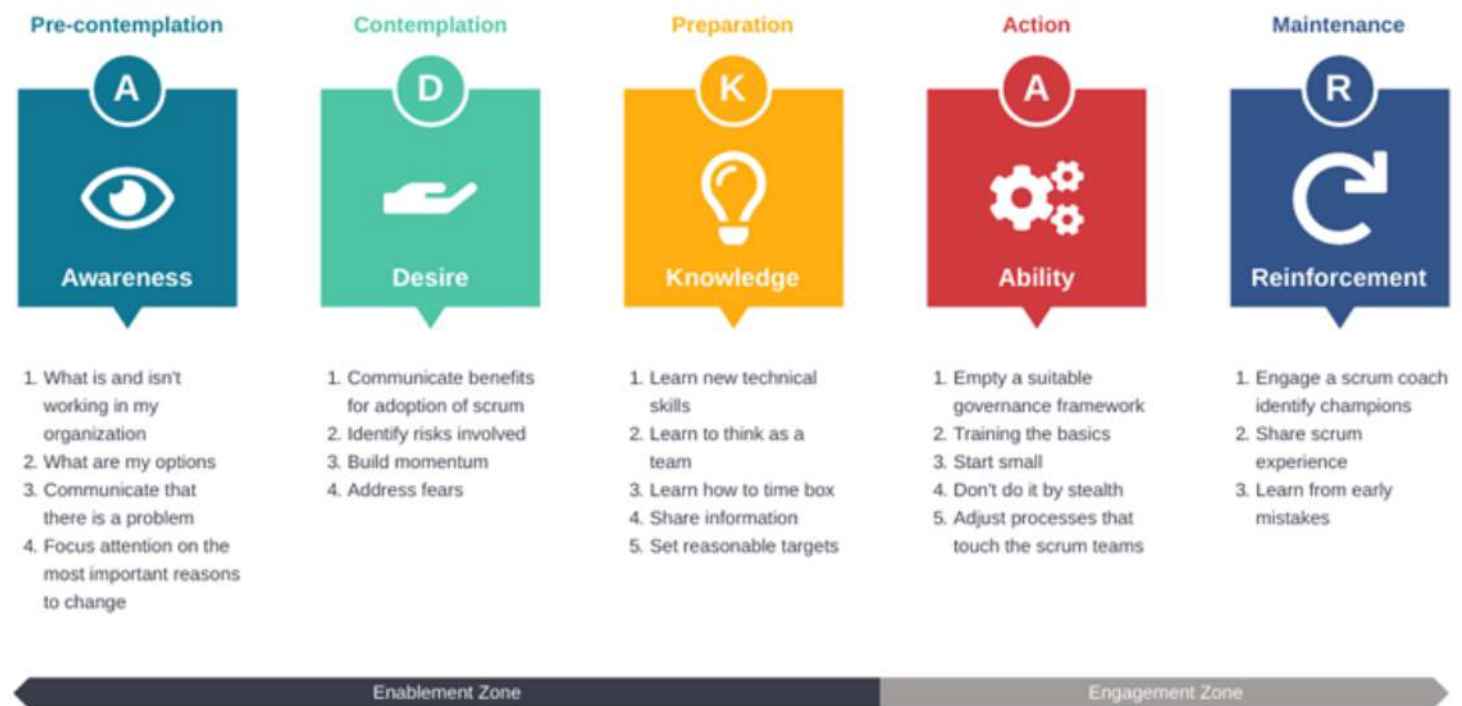 Pre-contemplation
A
Awareness
1. What is and isn't
working in my
organization
2. What are my options
3. Communicate that
there is a problem
4. Focus attention on the
most important reasons
to change
Contemplation
D
Desire
1. Communicate benefits
for adoption of scrum
2. Identify risks involved
3. Build momentum
4. Address fears
Preparation
K
Knowledge
1. Learn new technical
skills
2. Learn to think as a
team
3. Learn how to time box
4. Share information
5. Set reasonable targets
Action
A
Ability
1. Empty a suitable
governance framework
2. Training the basics
3. Start small
4. Don't do it by stealth
5. Adjust processes that
touch the scrum teams
Maintenance
R
Reinforcement
1. Engage a scrum coach
identify champions
2. Share scrum
experience
3. Learn from early
mistakes
Enablement Zone
Engagement Zone